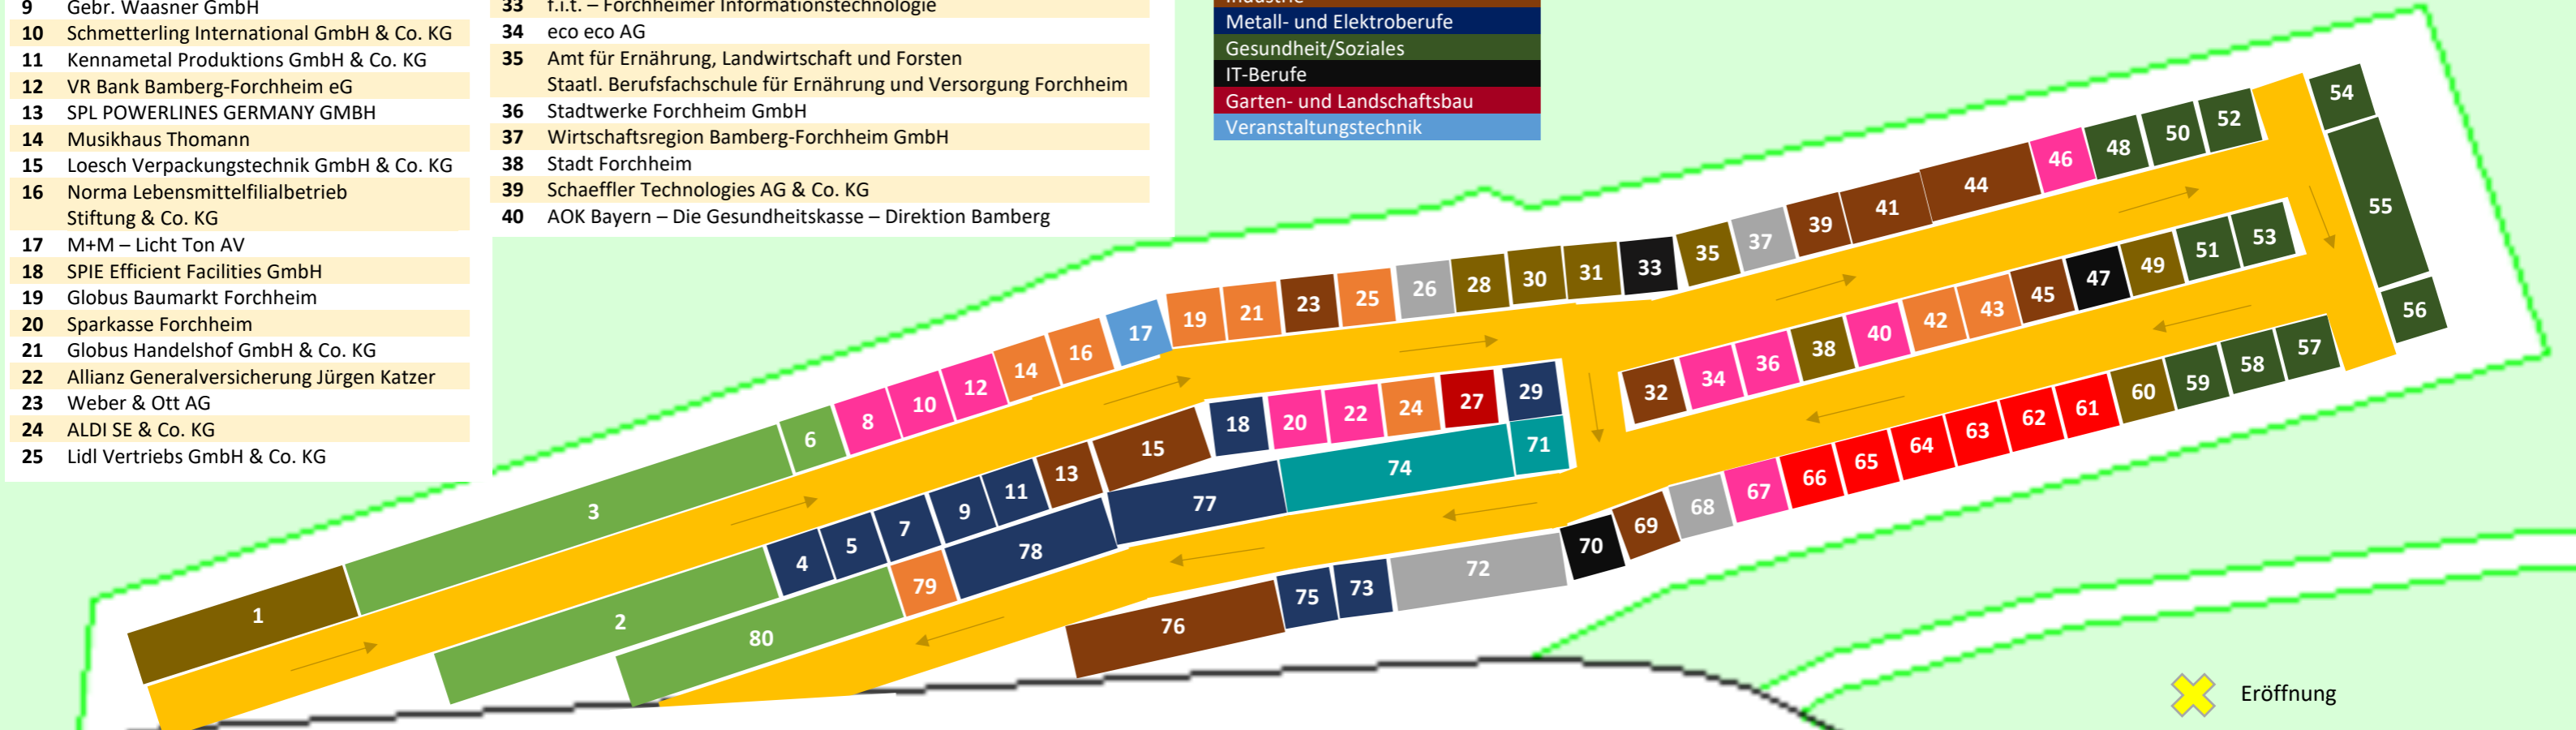 9 Gebr. Waasner GmbH
10 Schmetterling International GmbH & Co. KG
11 Kennametal Produktions GmbH & Co. KG
12 VR Bank Bamberg-Forchheim eG
13 SPL POWERLINES GERMANY GMBH
14 Musikhaus Thomann
15 Loesch Verpackungstechnik GmbH & Co. KG
16 Norma Lebensmittelfilialbetrieb
Stiftung & Co. KG
17 M+M – Licht Ton AV
18 SPIE Efficient Facilities GmbH
19 Globus Baumarkt Forchheim
20 Sparkasse Forchheim
21 Globus Handelshof GmbH & Co. KG
22 Allianz Generalversicherung Jürgen Katzer
23 Weber & Ott AG
24 ALDI SE & Co. KG
25 Lidl Vertriebs GmbH & Co. KG
33 f.i.t. – Forchheimer Informationstechnologie
34 eco eco AG
35 Amt für Ernährung, Landwirtschaft und Forsten
Staatl. Berufsfachschule für Ernährung und Versorgung Forchheim
36 Stadtwerke Forchheim GmbH
37 Wirtschaftsregion Bamberg-Forchheim GmbH
38 Stadt Forchheim
39 Schaeffler Technologies AG & Co. KG
40 AOK Bayern – Die Gesundheitskasse – Direktion Bamberg
Industrie
Metall- und Elektroberufe
Gesundheit/Soziales
IT-Berufe
Garten- und Landschaftsbau
Veranstaltungstechnik
1 3 6 8 10 12 14 16 17 19 21 23 25 26 28 30 31 33 35 37 39 41 44 46 48 50 52 54
55
56
2 4 5 7 9 11 13 15 18 20 22 24 27 29
32 34 36 38 40 42 43 45 47 49 51 53
80 79 78 77 74 71
76 75 73 72 70 69 68 67 66 65 64 63 62 61 60 59 58 57
Eröffnung